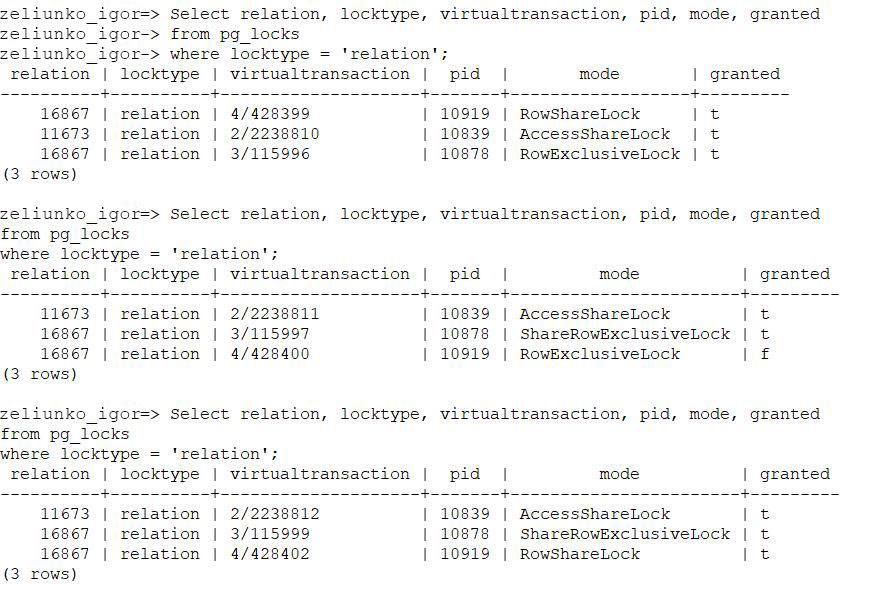 zeliunko_igor=> Select relation, locktype, virtualtransaction, pid, mode, granted
zeliunko_igor-> from pg_locks
zeliunko_igor-> where locktype = 'relation';
 relation | locktype | virtualtransaction |  pid  |       mode       | granted
----------+----------+--------------------+-------+------------------+---------
    16867 | relation | 4/428399           | 10919 | RowShareLock     | t
    11673 | relation | 2/2238810          | 10839 | AccessShareLock  | t
    16867 | relation | 3/115996           | 10878 | RowExclusiveLock | t
(3 rows)

zeliunko_igor=> Select relation, locktype, virtualtransaction, pid, mode, granted
from pg_locks
where locktype = 'relation';
 relation | locktype | virtualtransaction |  pid  |         mode          | granted
----------+----------+--------------------+-------+-----------------------+---------
    11673 | relation | 2/2238811          | 10839 | AccessShareLock       | t
    16867 | relation | 3/115997           | 10878 | ShareRowExclusiveLock | t
    16867 | relation | 4/428400           | 10919 | RowExclusiveLock      | f
(3 rows)

zeliunko_igor=> Select relation, locktype, virtualtransaction, pid, mode, granted
from pg_locks
where locktype = 'relation';
 relation | locktype | virtualtransaction |  pid  |         mode          | granted
----------+----------+--------------------+-------+-----------------------+---------
    11673 | relation | 2/2238812          | 10839 | AccessShareLock       | t
    16867 | relation | 3/115999           | 10878 | ShareRowExclusiveLock | t
    16867 | relation | 4/428402           | 10919 | RowShareLock          | t
(3 rows)